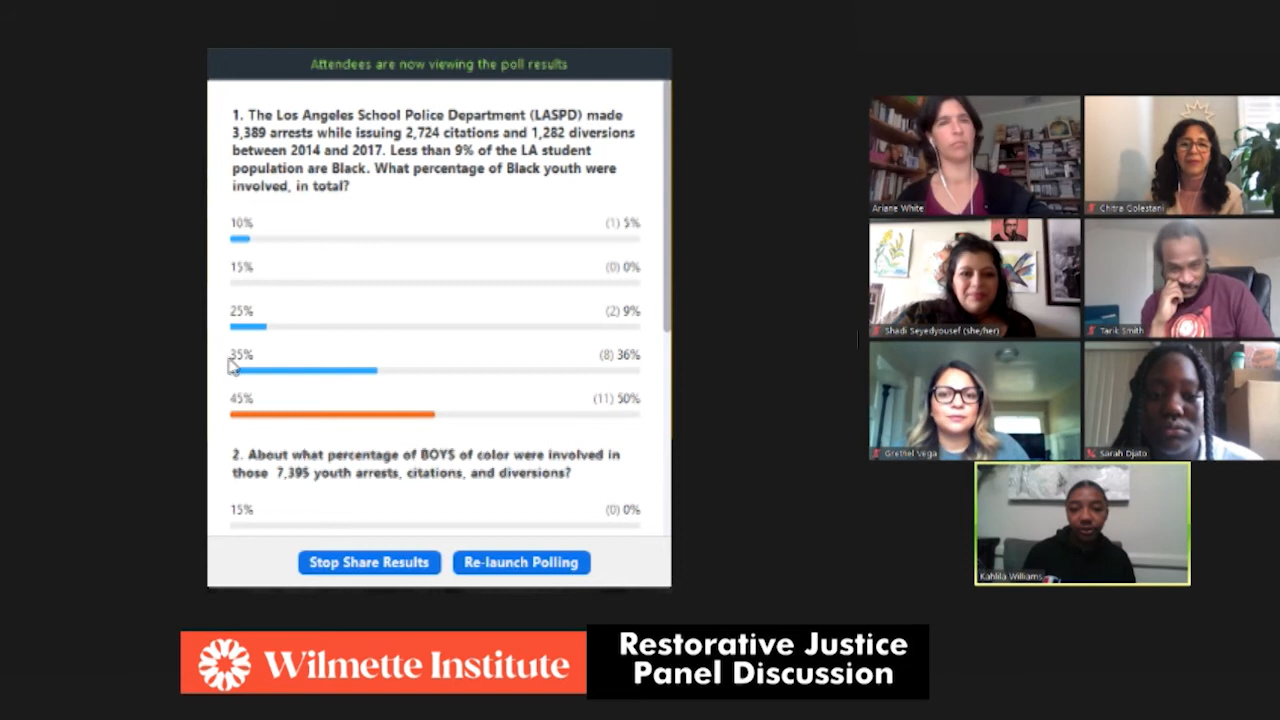 Attendees are now viewing the poll results
1. The Los Angeles School Police Department (LASPD) made
3,389 arrests while issuing 2,724 citations and 1,282 diversions
between 2014 and 2017. Less than 9% of the LA student
population are Black. What percentage of Black youth were
involved, in total?
10% (1) 5%
15% (0) 0%
25% (2) 9%
35% (8) 36%
45% (11) 50%
2. About what percentage of BOYS of color were involved in
those 7,395 youth arrests, citations, and diversions?
15% (0) 0%
Stop Share Results Re-launch Polling
Ariane White
Chitra Golestani
Shadi Seyedyousef (she/her)
Tarik Smith
Grethel Vega
Sarah Djato
Kahlila Williams
Wilmette Institute
Restorative Justice
Panel Discussion